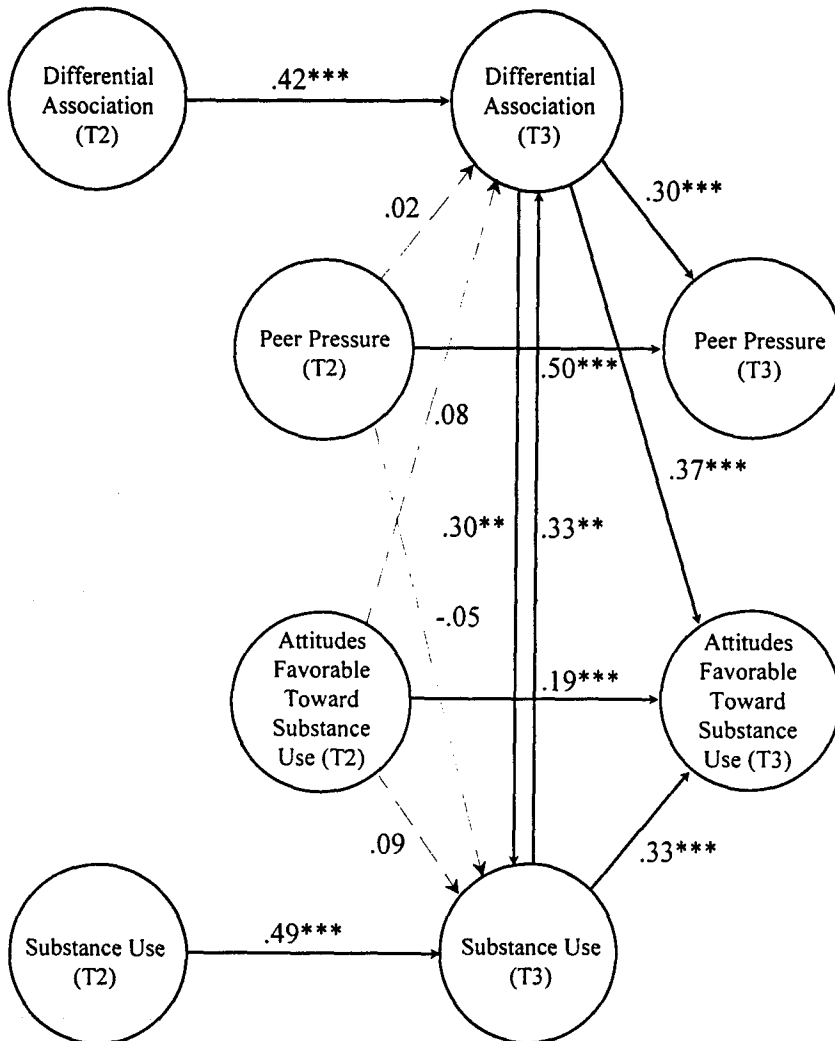 Differential
Association
(T2)
.42***
Differential
Association
(T3)
.02
.30***
Peer Pressure
(T2)
.50***
Peer Pressure
(T3)
.08
.37***
.30**
.33**
-.05
Attitudes
Favorable
Toward
Substance
Use (T2)
.19***
Attitudes
Favorable
Toward
Substance
Use (T3)
.09
.33***
Substance Use
(T2)
.49***
Substance Use
(T3)